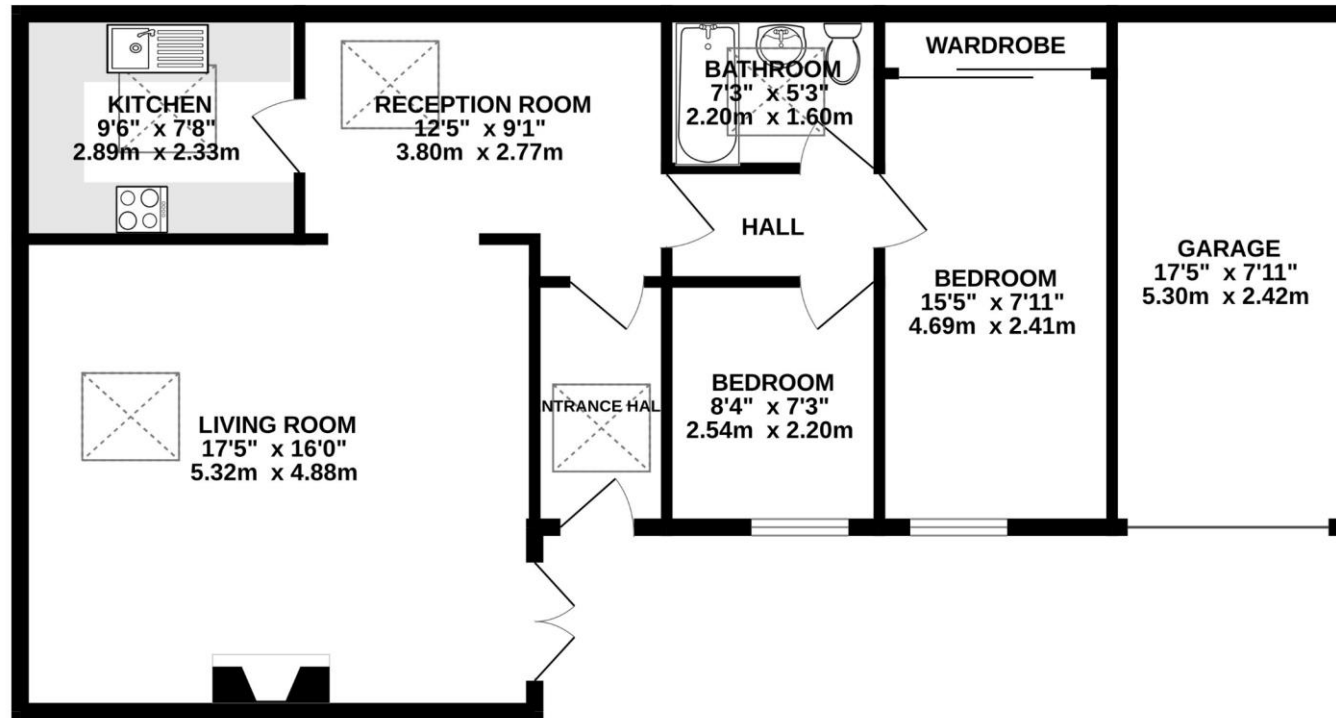 KITCHEN
9'6" x 7'8"
2.89m x 2.33m
RECEPTION ROOM
12'5" x 9'1"
3.80m x 2.77m
BATHROOM
7'3" x 5'3"
2.20m x 1.60m
WARDROBE
HALL
BEDROOM
15'5" x 7'11"
4.69m x 2.41m
GARAGE
17'5" x 7'11"
5.30m x 2.42m
LIVING ROOM
17'5" x 16'0"
5.32m x 4.88m
NTRANCE HAL
BEDROOM
8'4" x 7'3"
2.54m x 2.20m